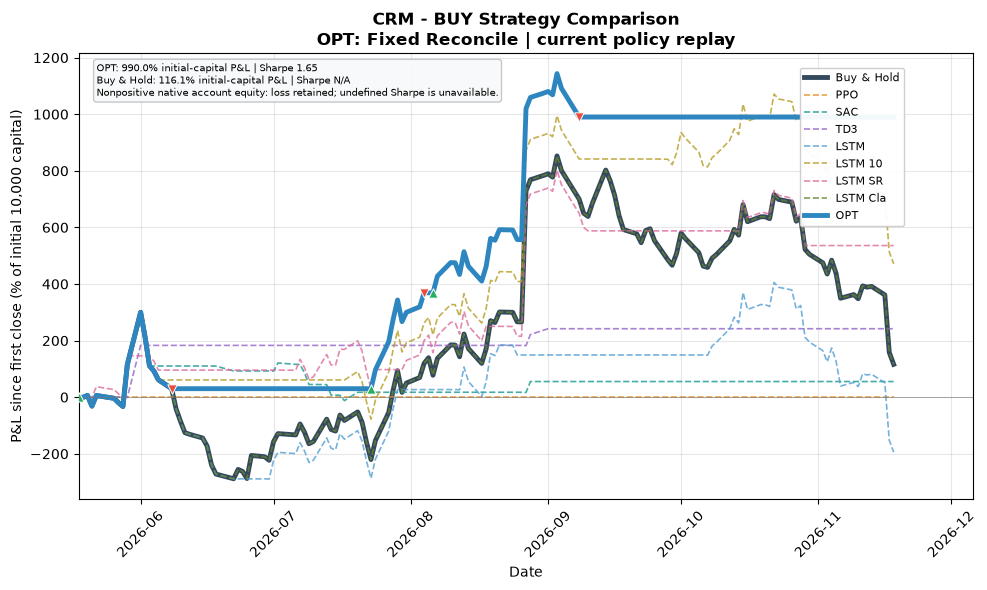 CRM - BUY Strategy Comparison
OPT: Fixed Reconcile | current policy replay
OPT: 990.0% initial-capital P&L | Sharpe 1.65
Buy & Hold: 116.1% initial-capital P&L | Sharpe N/A
Nonpositive native account equity: loss retained; undefined Sharpe is unavailable.
Buy & Hold
PPO
SAC
TD3
LSTM
LSTM 10
LSTM SR
LSTM Cla
OPT
P&L since first close (% of initial 10,000 capital)
1200
1000
800
600
400
200
0
−200
2026-06
2026-07
2026-08
2026-09
2026-10
2026-11
2026-12
Date